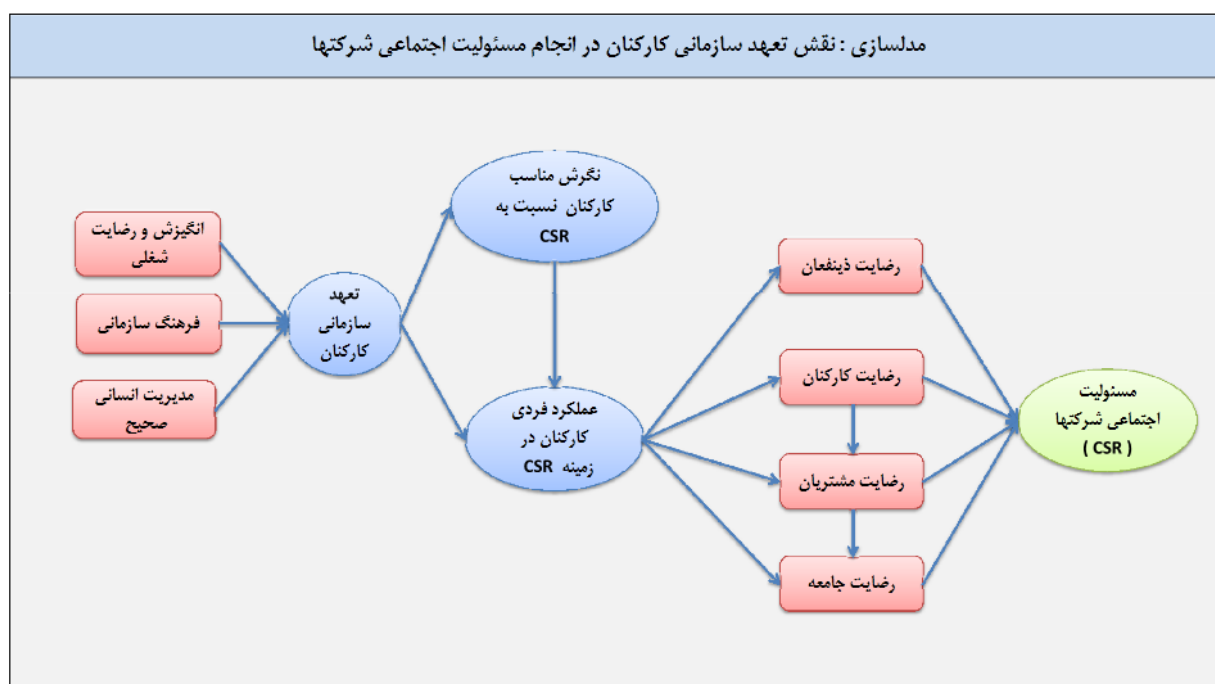 مدلسازی : نقش تعهد سازمانی کارکنان در انجام مسئولیت اجتماعی شرکتها
انگیزش و رضایت
شغلی
فرهنگ سازمانی
مدیریت انسانی
صحیح
تعهد
سازمانی
کارکنان
نگرش مناسب
کارکنان نسبت به
CSR
عملکرد فردی
کارکنان در
زمینه CSR
رضایت ذینفعان
رضایت کارکنان
رضایت مشتریان
رضایت جامعه
مسئولیت
اجتماعی شرکتها
( CSR )